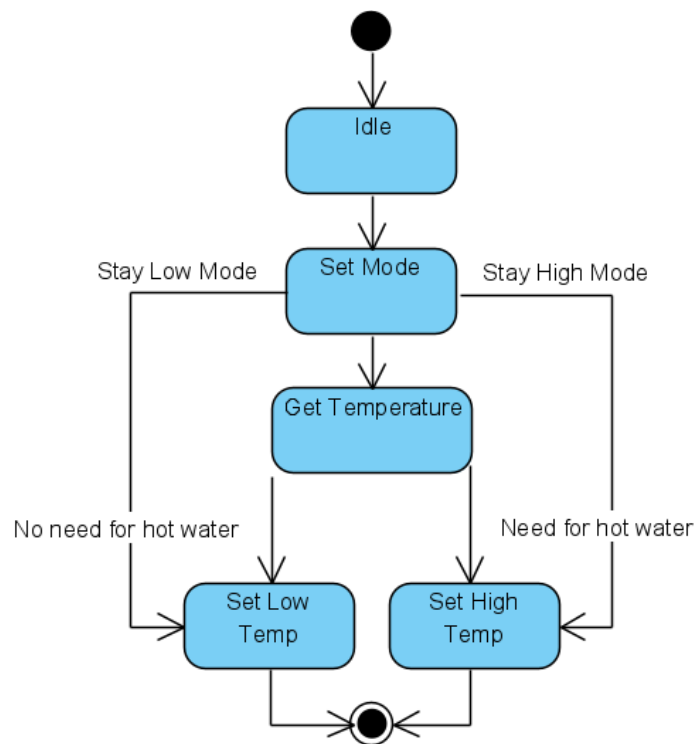 Idle
Stay Low Mode
Set Mode
Stay High Mode
Get Temperature
No need for hot water
Need for hot water
Set Low
Temp
Set High
Temp